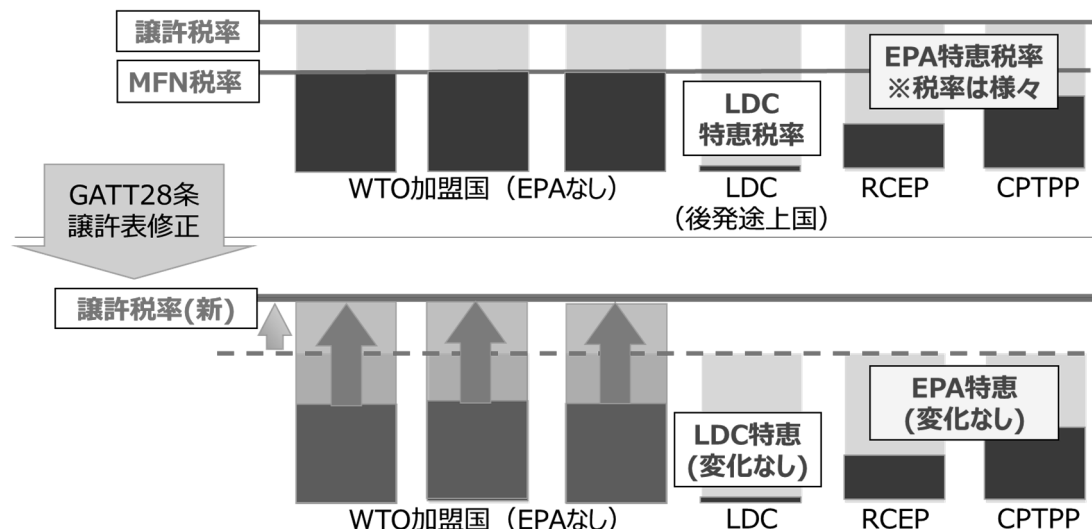 譲許税率
MFN税率
EPA特恵税率
※税率は様々
LDC
特恵税率
WTO加盟国（EPAなし）
LDC
（後発途上国）
RCEP
CPTPP
GATT28条
譲許表修正
譲許税率(新)
EPA特恵
(変化なし)
LDC特恵
(変化なし)
WTO加盟国（EPAなし）
LDC
RCEP
CPTPP